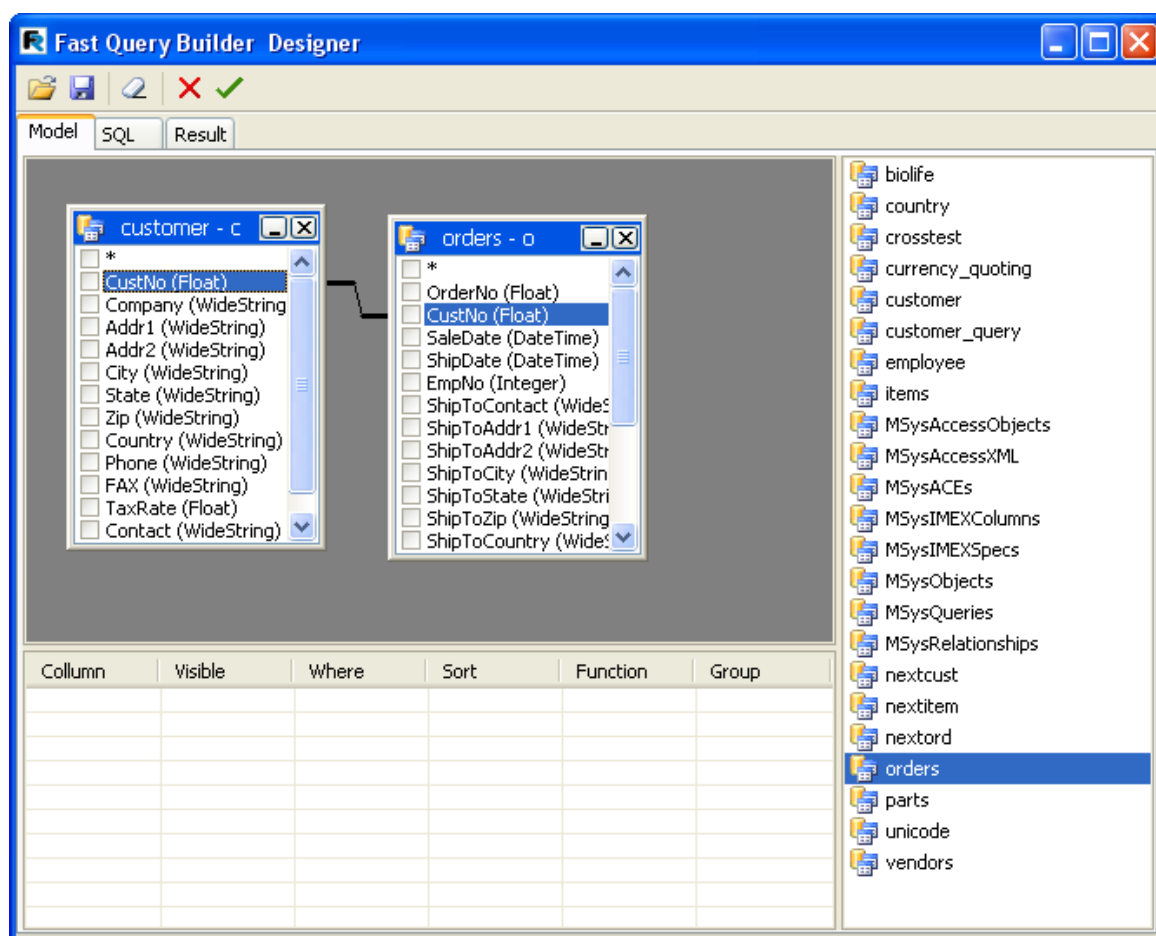 Fast Query Builder Designer
Model SQL Result
customer - c
*
CustNo (Float)
Company (WideString
Addr1 (WideString)
Addr2 (WideString)
City (WideString)
State (WideString)
Zip (WideString)
Country (WideString)
Phone (WideString)
FAX (WideString)
TaxRate (Float)
Contact (WideString)
orders - o
*
OrderNo (Float)
CustNo (Float)
SaleDate (DateTime)
ShipDate (DateTime)
EmpNo (Integer)
ShipToContact (WideS
ShipToAddr1 (WideStr
ShipToAddr2 (WideStr
ShipToCity (WideStrin
ShipToState (WideStri
ShipToZip (WideString
ShipToCountry (WideS
Collumn Visible Where Sort Function Group
biolife
country
crosstest
currency_quoting
customer
customer_query
employee
items
MSysAccessObjects
MSysAccessXML
MSysACEs
MSysIMEXColumns
MSysIMEXSpecs
MSysObjects
MSysQueries
MSysRelationships
nextcust
nextitem
nextord
orders
parts
unicode
vendors